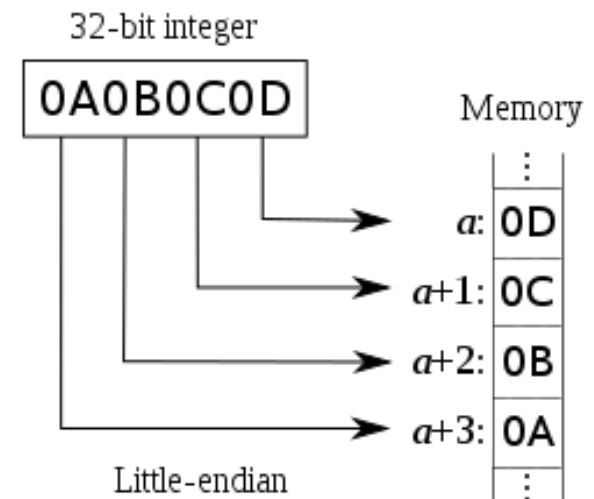 32-bit integer
0A0B0C0D
Memory
⋮
a: 0D
a+1: 0C
a+2: 0B
a+3: 0A
⋮
Little-endian